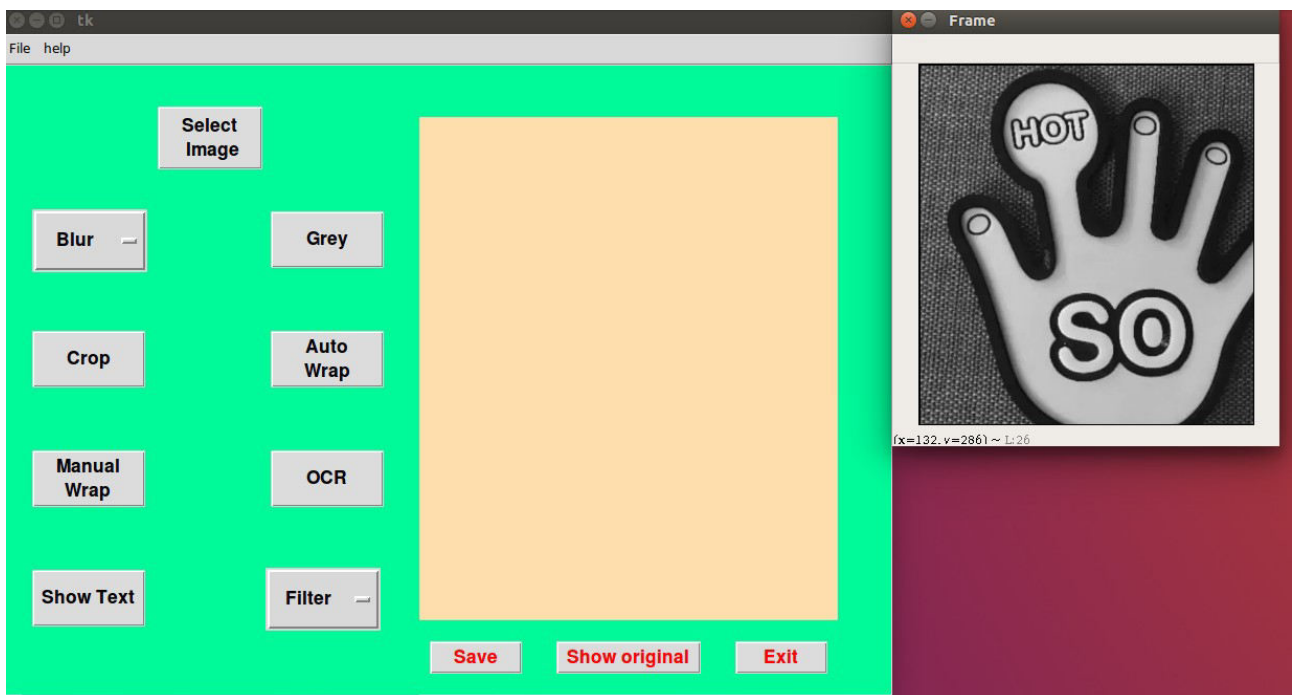 tk
File help
Select
Image
Blur
Grey
Crop
Auto
Wrap
Manual
Wrap
OCR
Show Text
Filter
Save
Show original
Exit
Frame
HOT
SO
(x=132, y=286) ~ L:26